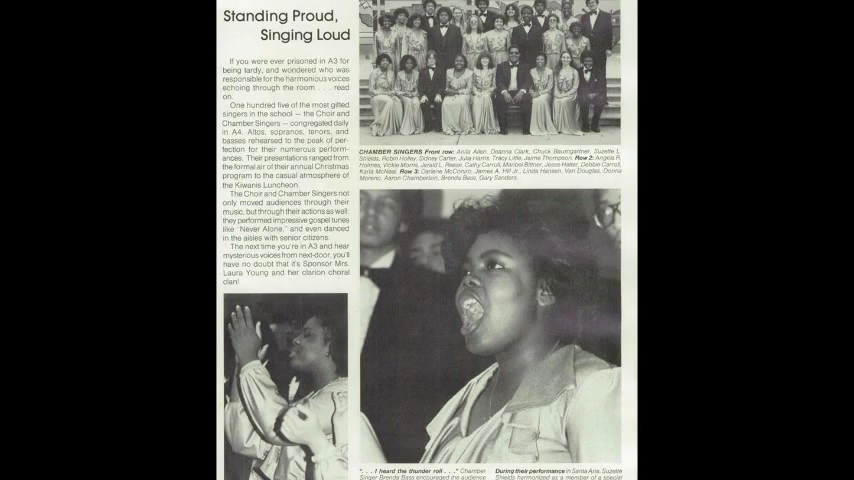 Standing Proud,
Singing Loud
If you were ever prisoned in A3 for
being tardy, and wondered who was
responsible for the harmonious voices
echoing through the room . . . read
on.
One hundred five of the most gifted
singers in the school — the Choir and
Chamber Singers — congregated daily
in A4. Altos, sopranos, tenors, and
basses rehearsed to the peak of per-
fection for their numerous perform-
ances. Their presentations ranged from
the formal air of their annual Christmas
program to the casual atmosphere of
the Kiwanis Luncheon.
The Choir and Chamber Singers not
only moved audiences through their
music, but through their actions as well:
they performed impressive gospel tunes
like "Never Alone," and even danced
in the aisles with senior citizens.
The next time you're in A3 and hear
mysterious voices from next-door, you'll
have no doubt that it's Sponsor Mrs.
Laura Young and her clarion choral
clan!
CHAMBER SINGERS Front row: Anita Allen, Deanna Clark, Chuck Baumgartner, Suzette L.
Shields, Robin Holley, Sidney Carter, Julia Harris, Tracy Little, Jaime Thompson. Row 2: Angela R.
Holmes, Vickie Morris, Jerald L. Reese, Cathy Carroll, Maribel Bittner, Jesse Halter, Debbie Carroll,
Karla McNeal. Row 3: Darlene McConiro, James A. Hill Jr., Linda Hansen, Van Douglas, Donna
Moreno, Aaron Chamberlain, Brenda Bass, Gary Sanders.
". . . I heard the thunder roll . . ." Chamber
Singer Brenda Bass encouraged the audience
During their performance in Santa Ana, Suzette
Shields harmonized as a member of a special